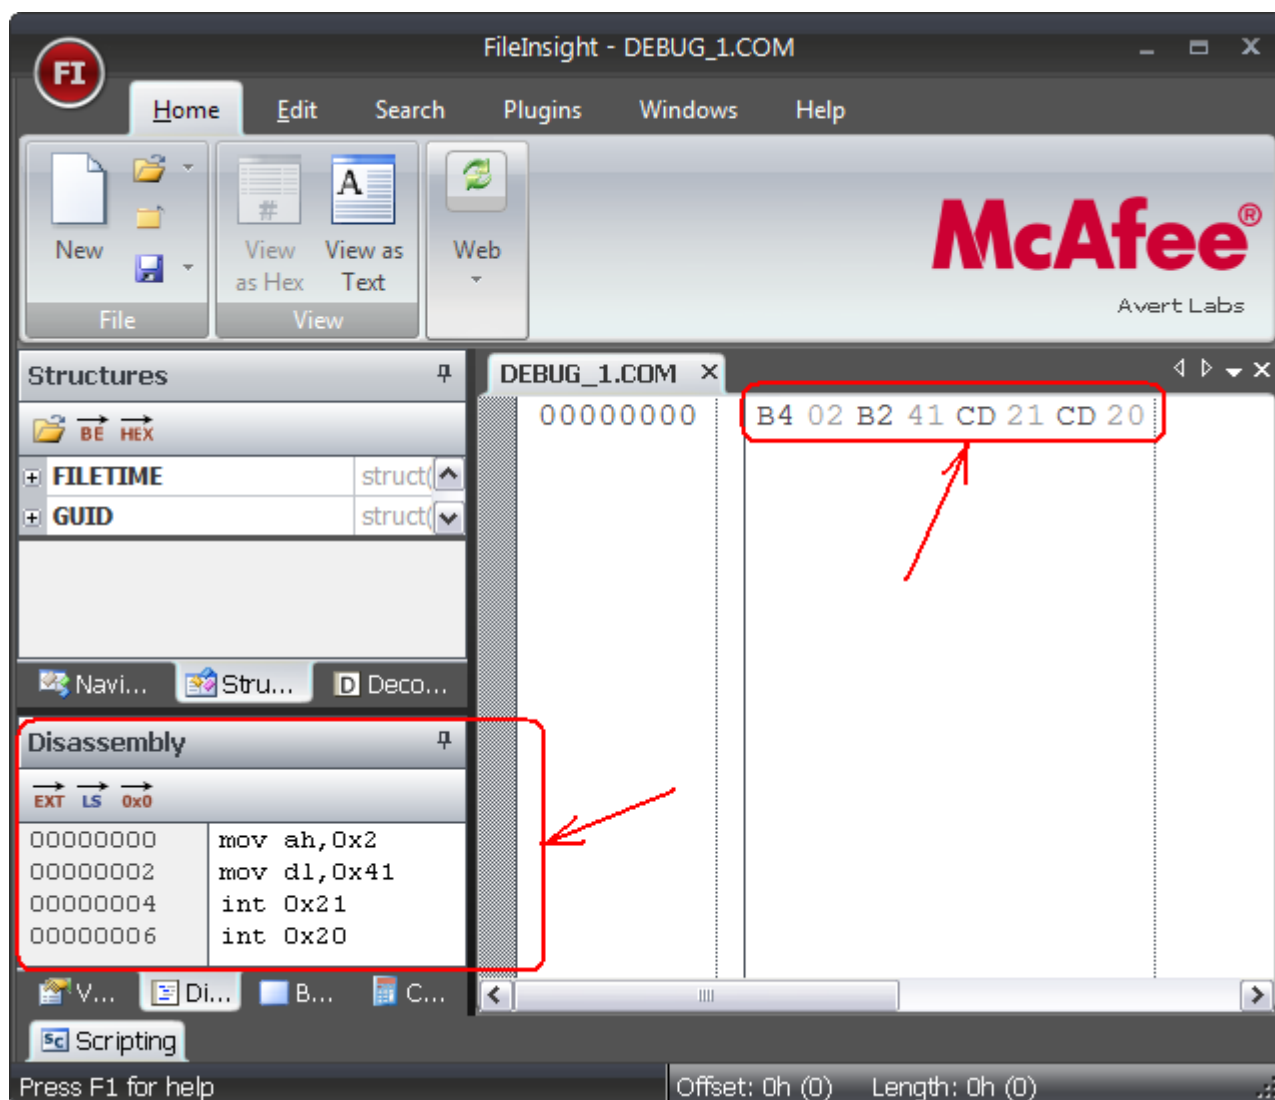 FileInsight - DEBUG_1.COM
FI
Home Edit Search Plugins Windows Help
A
#
New View as Hex View as Text Web
File View
McAfee®
Avert Labs
Structures
BE HEX
FILETIME struct(
GUID struct(
Navi... Stru... D Deco...
DEBUG_1.COM
00000000 B4 02 B2 41 CD 21 CD 20
Disassembly
EXT LS 0x0
00000000 mov ah,0x2
00000002 mov dl,0x41
00000004 int 0x21
00000006 int 0x20
V... Di... B... C...
Sc Scripting
Press F1 for help Offset: 0h (0) Length: 0h (0)